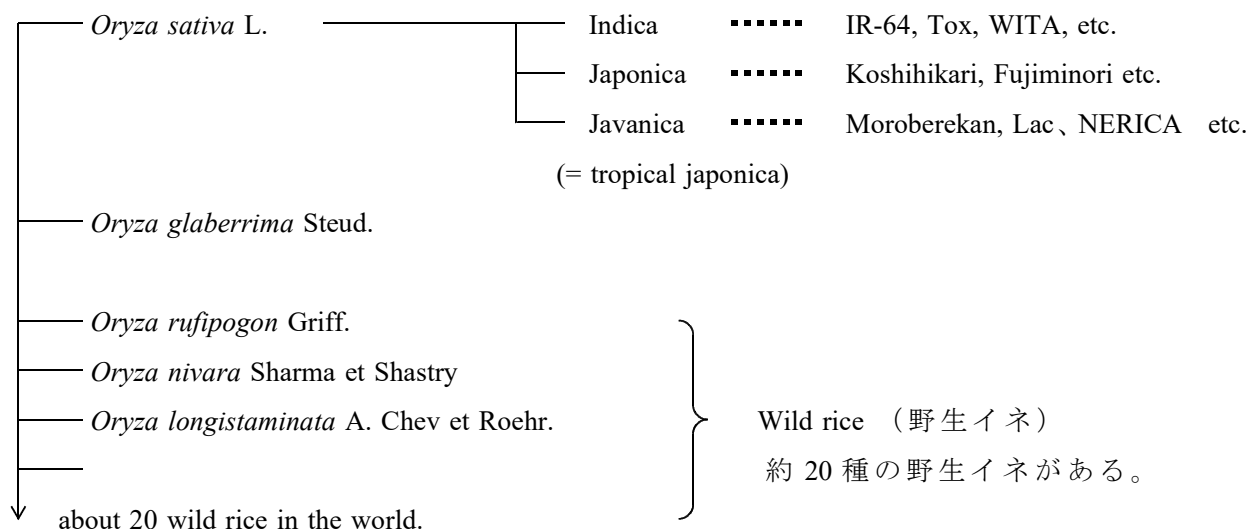 Oryza sativa L. Indica IR-64, Tox, WITA, etc.
Japonica Koshihikari, Fujiminori etc.
Javanica Moroberekan, Lac、NERICA etc.
(= tropical japonica)
Oryza glaberrima Steud.
Oryza rufipogon Griff.
Oryza nivara Sharma et Shastry
Oryza longistaminata A. Chev et Roehr. Wild rice （野生イネ）
約 20 種の野生イネがある。
about 20 wild rice in the world.